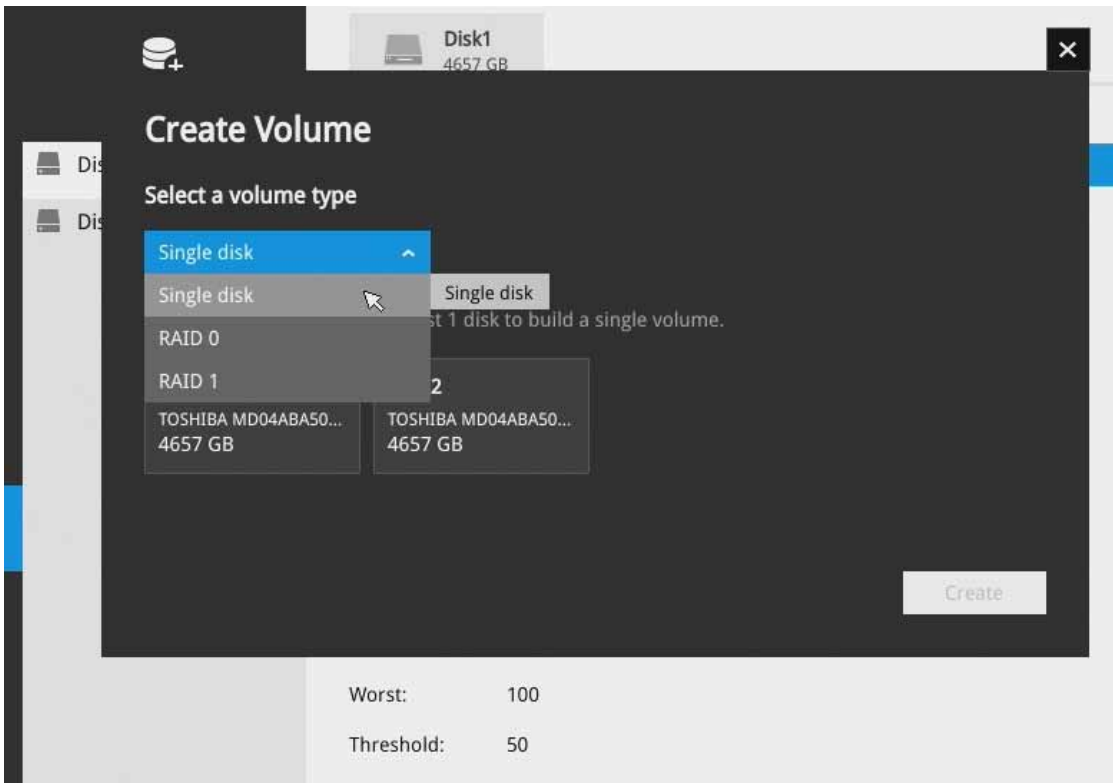 Disk1
4657 GB
Create Volume
Dis
Select a volume type
Dis
Single disk
Single disk
Single disk
st 1 disk to build a single volume.
RAID 0
RAID 1
2
TOSHIBA MD04ABA50...
TOSHIBA MD04ABA50...
4657 GB
4657 GB
Create
Worst: 100
Threshold: 50